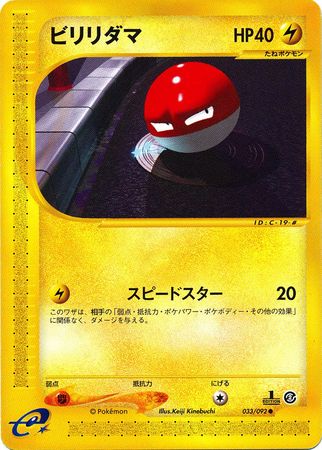 ビリリダマ HP40
たねポケモン
ID:C-19-#
スピードスター 20
このワザは、相手の「弱点・抵抗力・ポケパワー・ポケボディー・その他の効果」
に関係なく、ダメージを与える。
弱点 抵抗力 にげる
©Pokémon Illus.Keiji Kinebuchi 1 EDITION
033/092
e